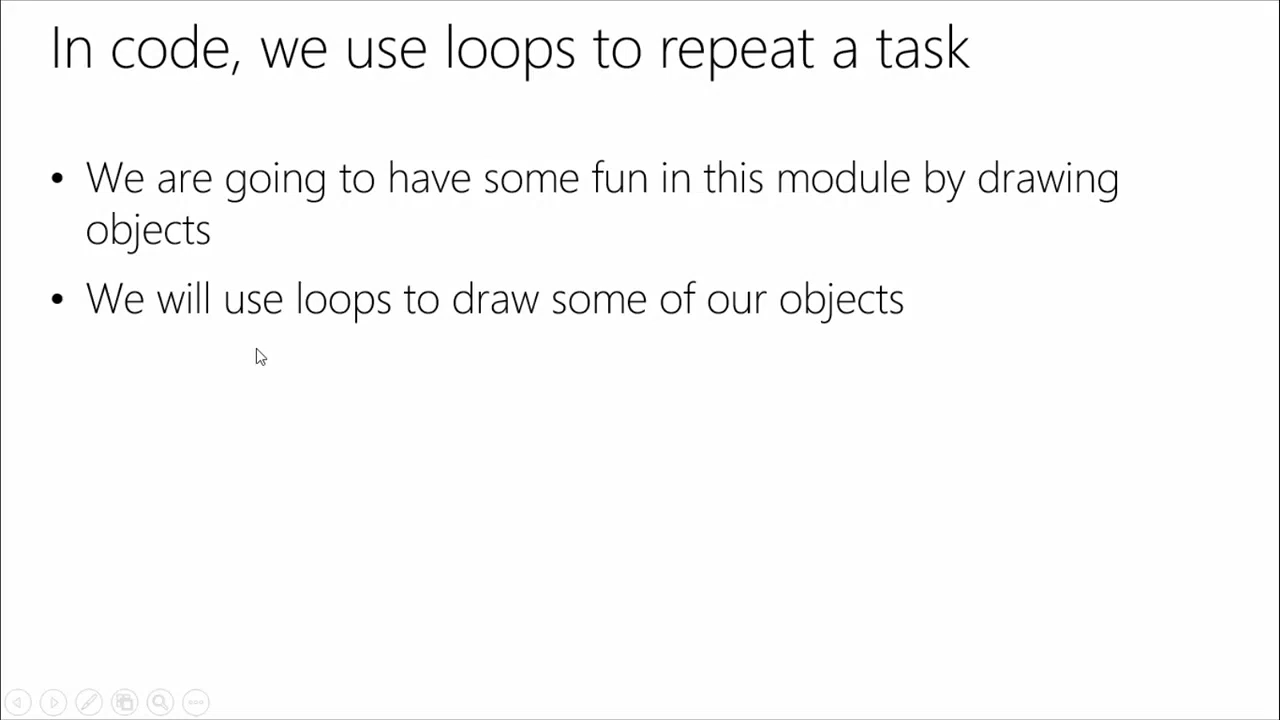 In code, we use loops to repeat a task
• We are going to have some fun in this module by drawing
objects
• We will use loops to draw some of our objects